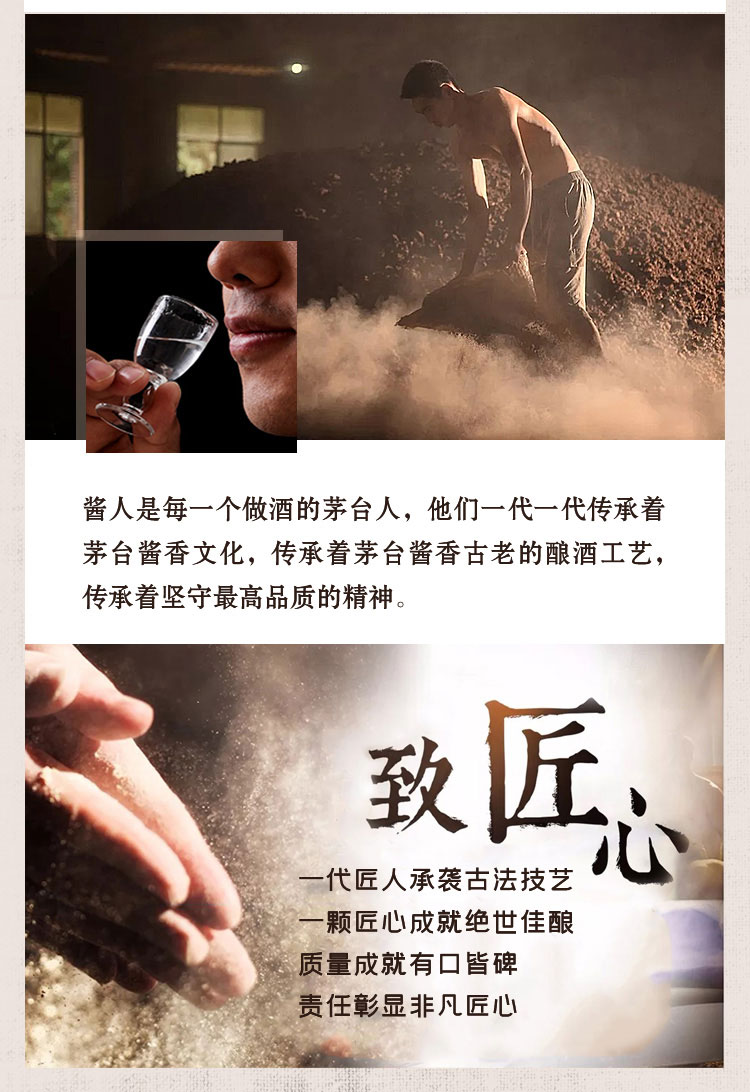 酱人是每一个做酒的茅台人，他们一代一代传承着
茅台酱香文化，传承着茅台酱香古老的酿酒工艺，
传承着坚守最高品质的精神。
致匠心
一代匠人承袭古法技艺
一颗匠心成就绝世佳酿
质量成就有口皆碑
责任彰显非凡匠心